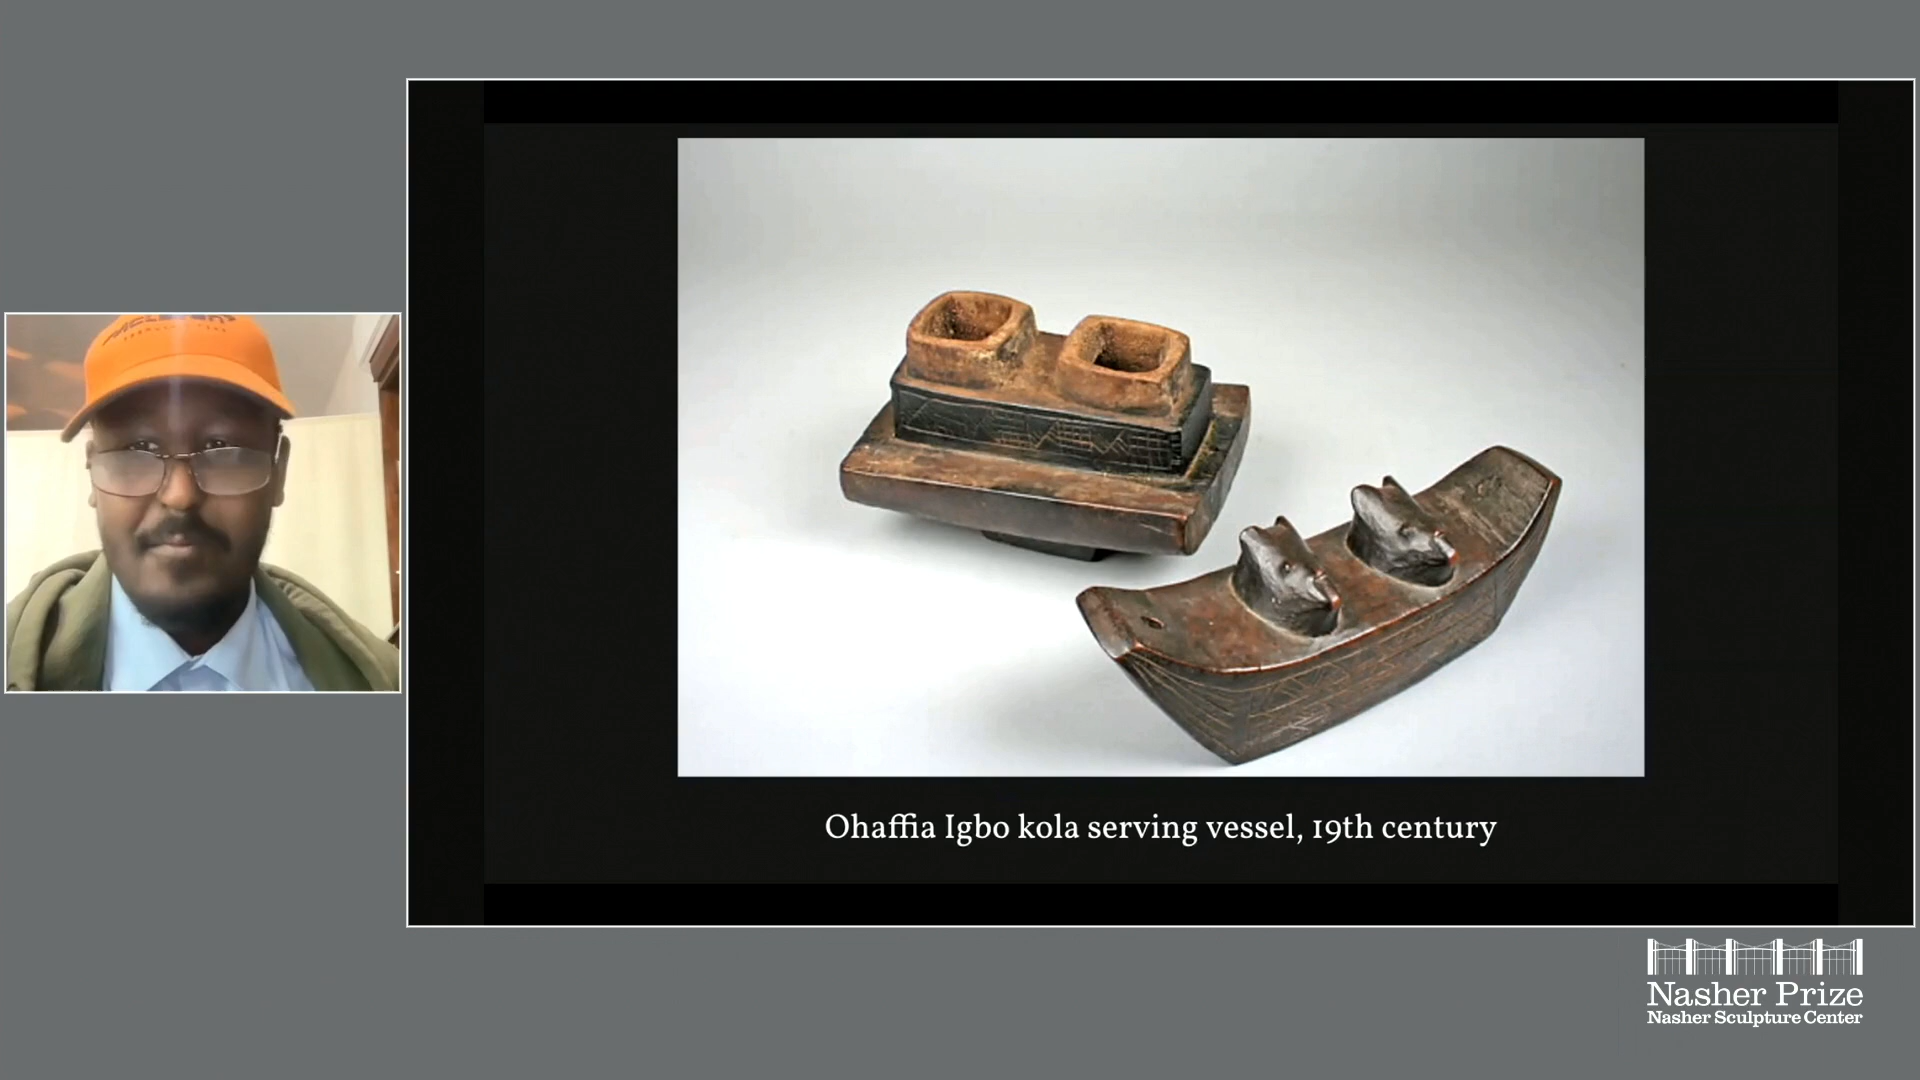 Ohaffia Igbo kola serving vessel, 19th century
Nasher Prize
Nasher Sculpture Center